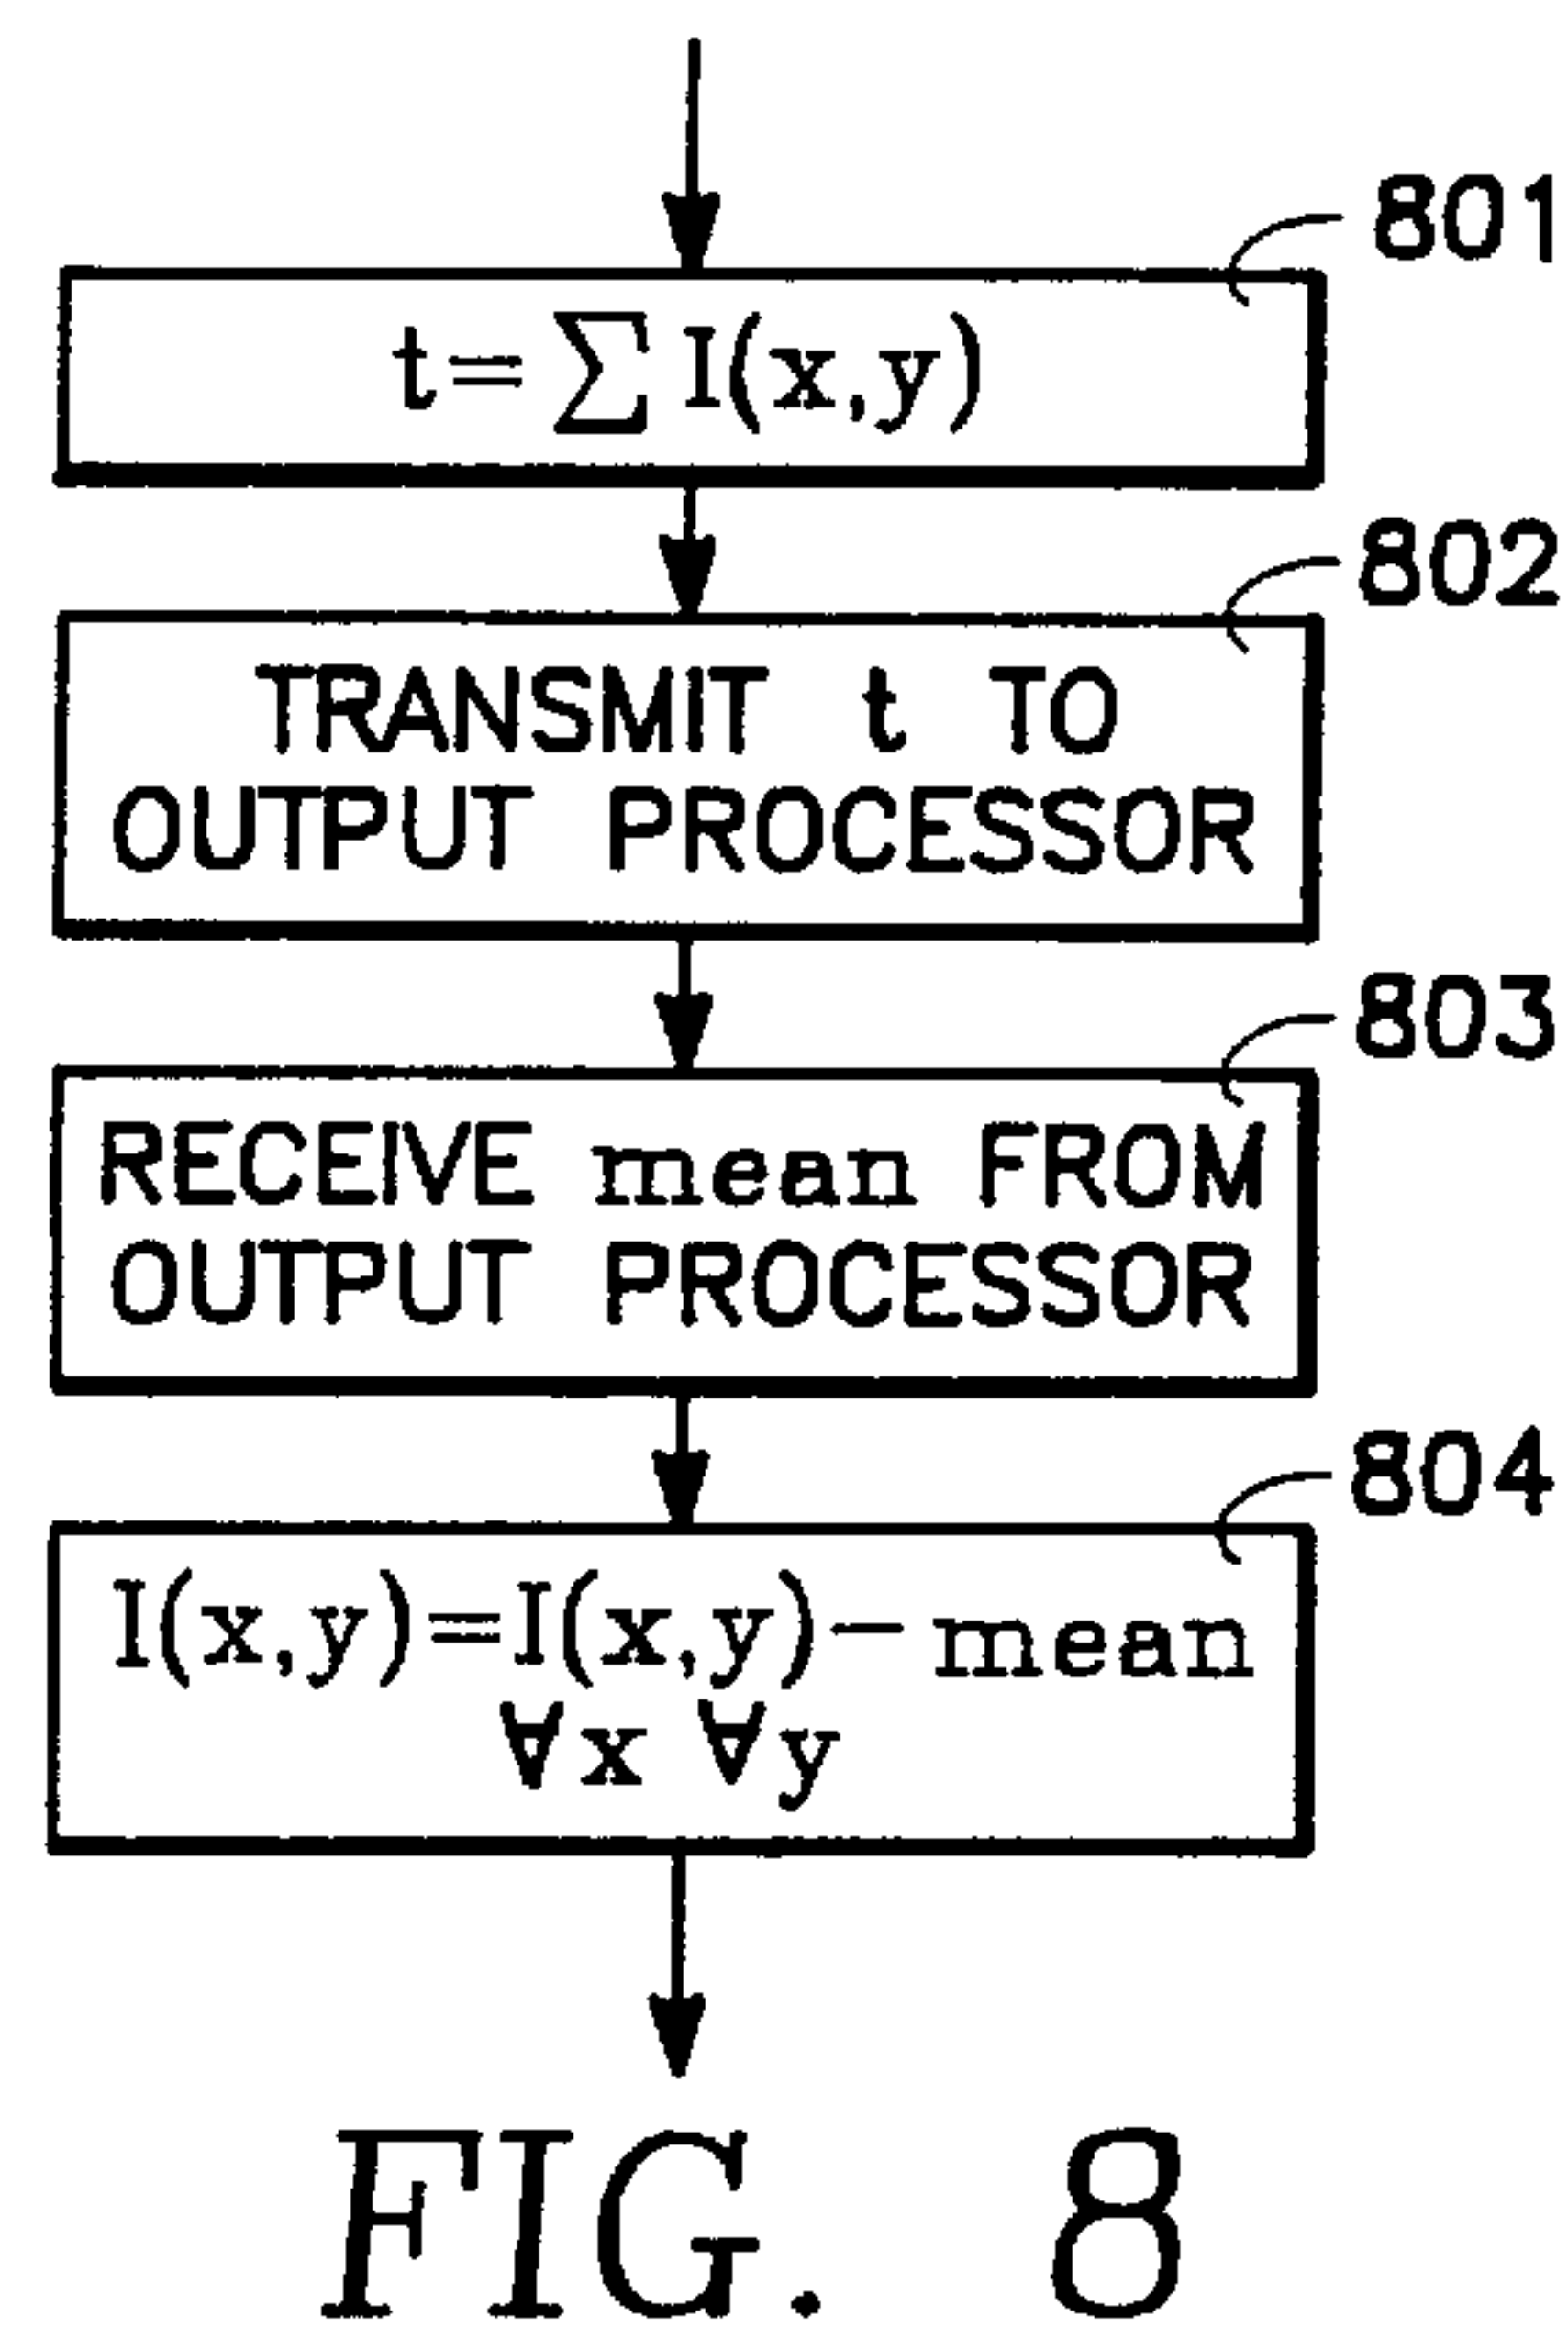 801
t=∑I(x,y)
802
TRANSMIT t TO
OUTPUT PROCESSOR
803
RECEIVE mean FROM
OUTPUT PROCESSOR
804
I(x,y)=I(x,y)−mean
∀x ∀y
FIG. 8